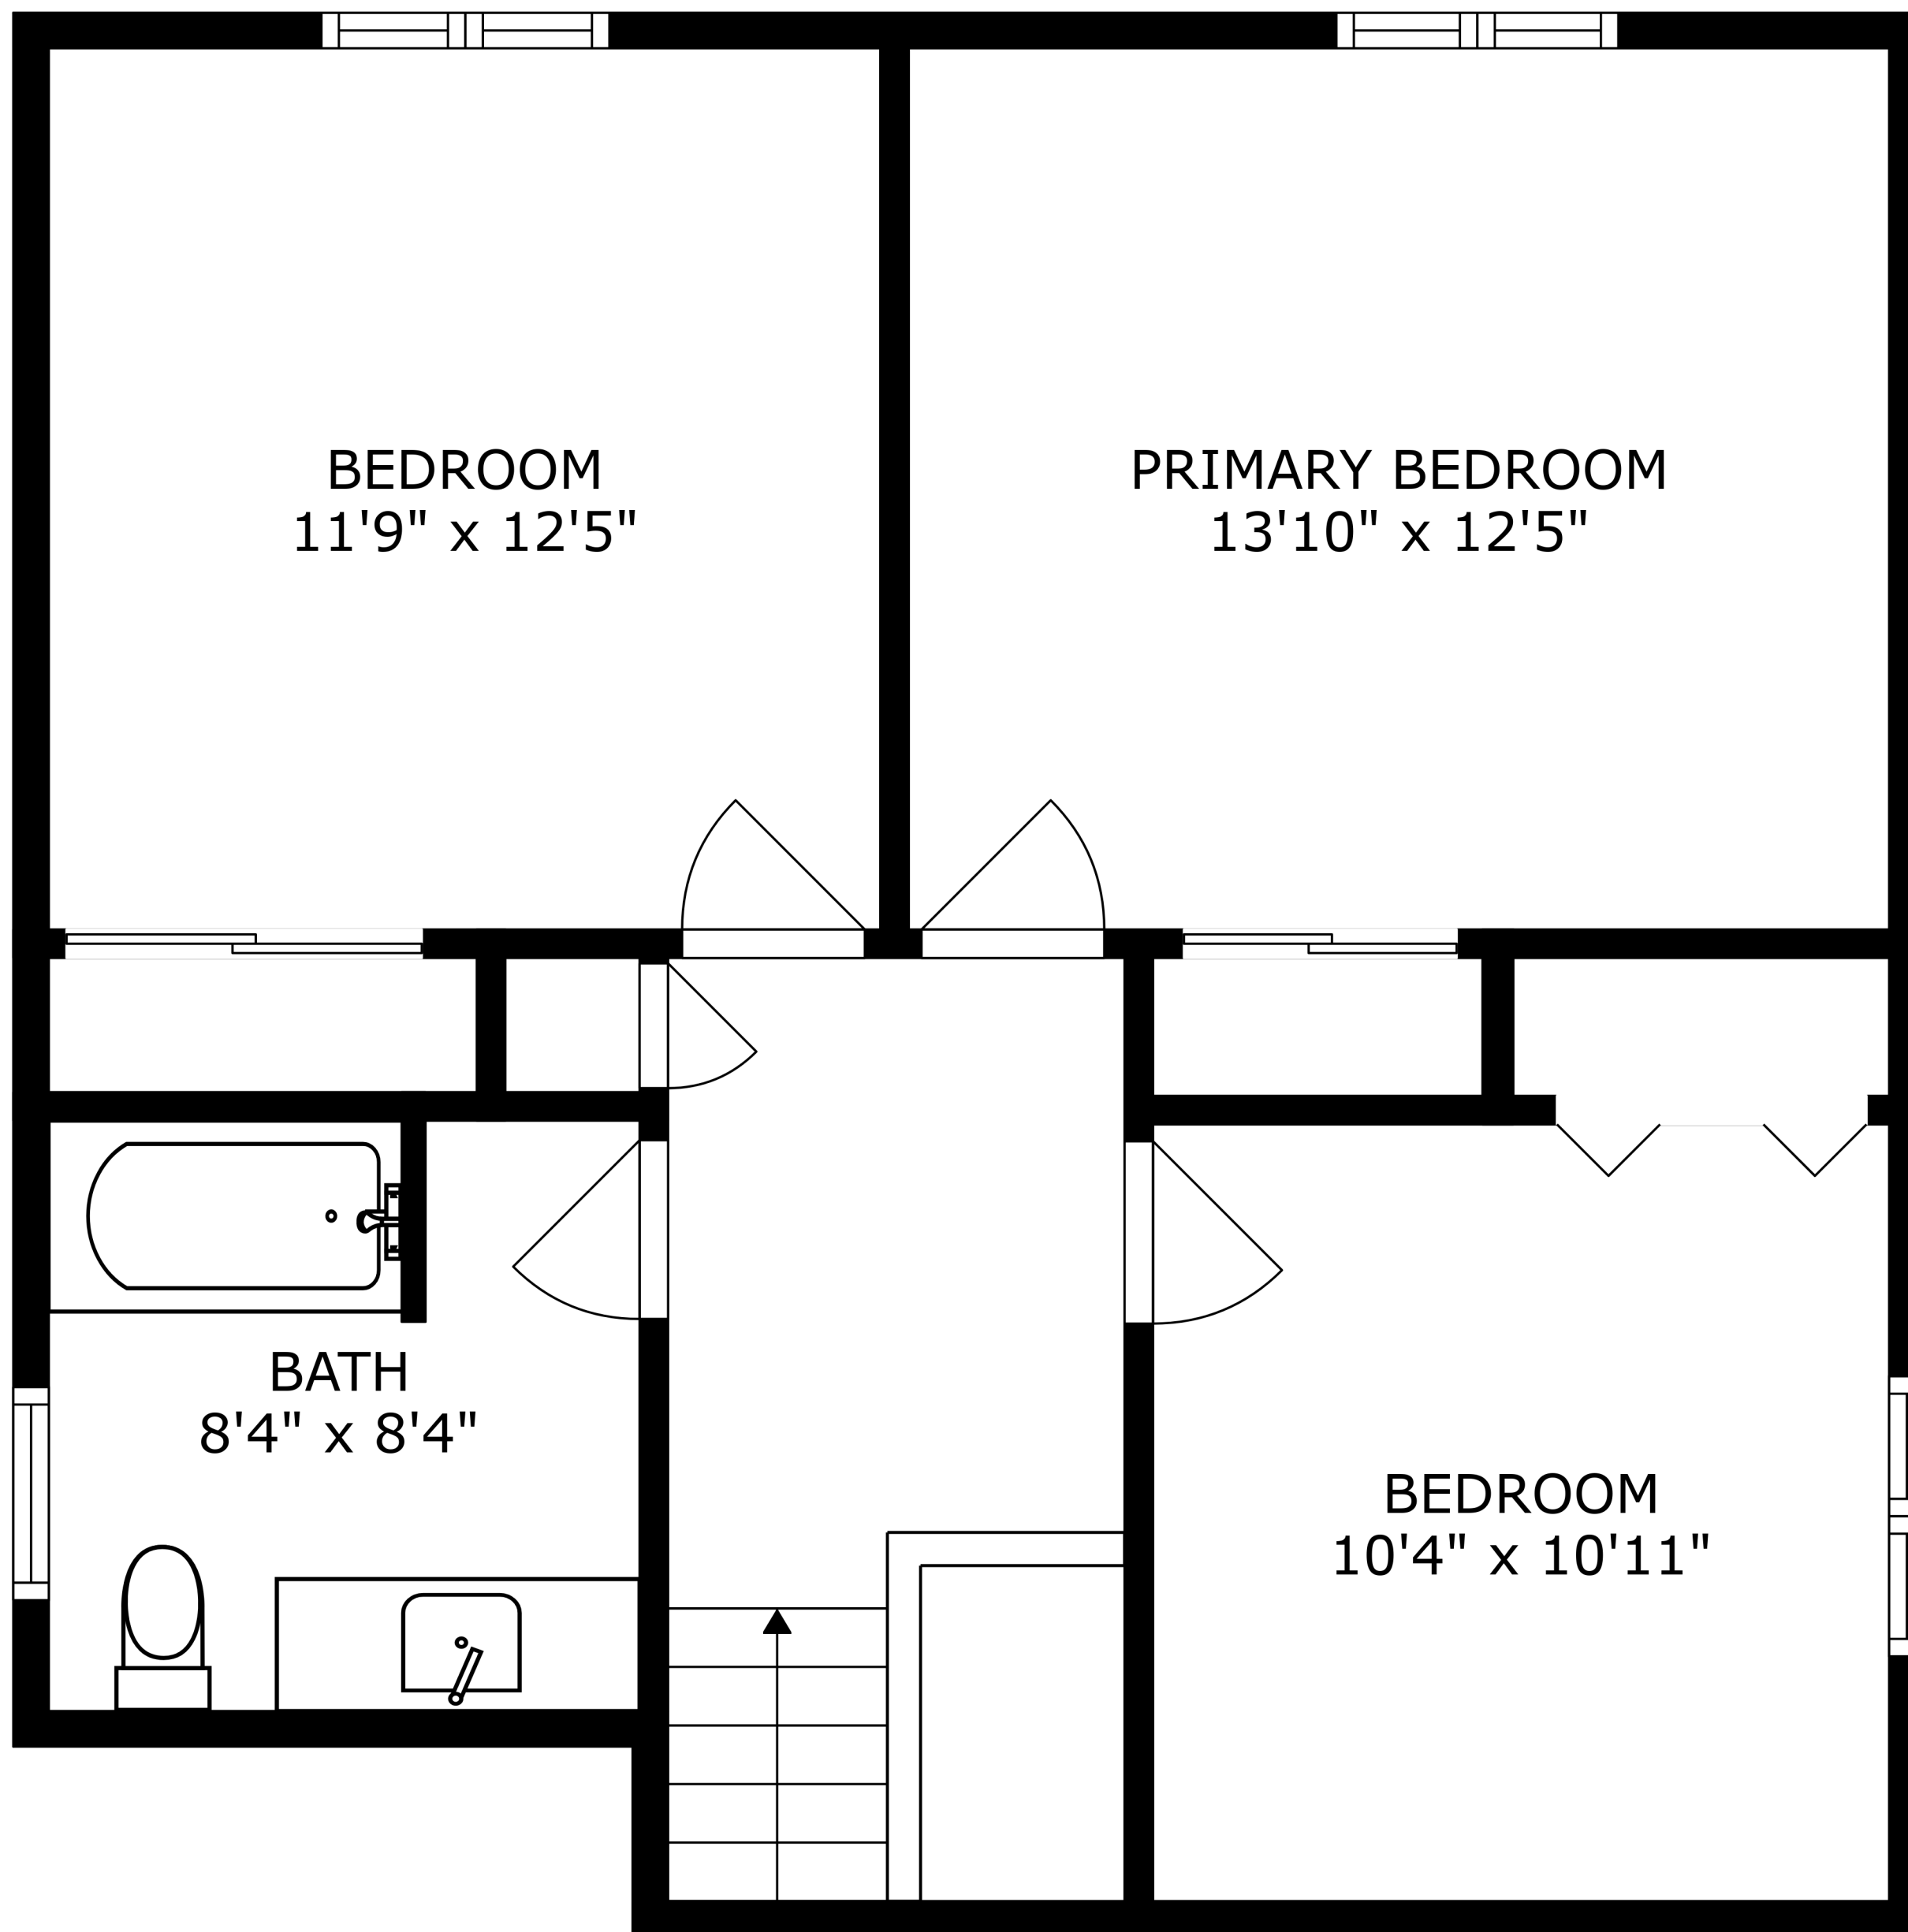 BEDROOM
11'9" x 12'5"
PRIMARY BEDROOM
13'10" x 12'5"
BATH
8'4" x 8'4"
BEDROOM
10'4" x 10'11"